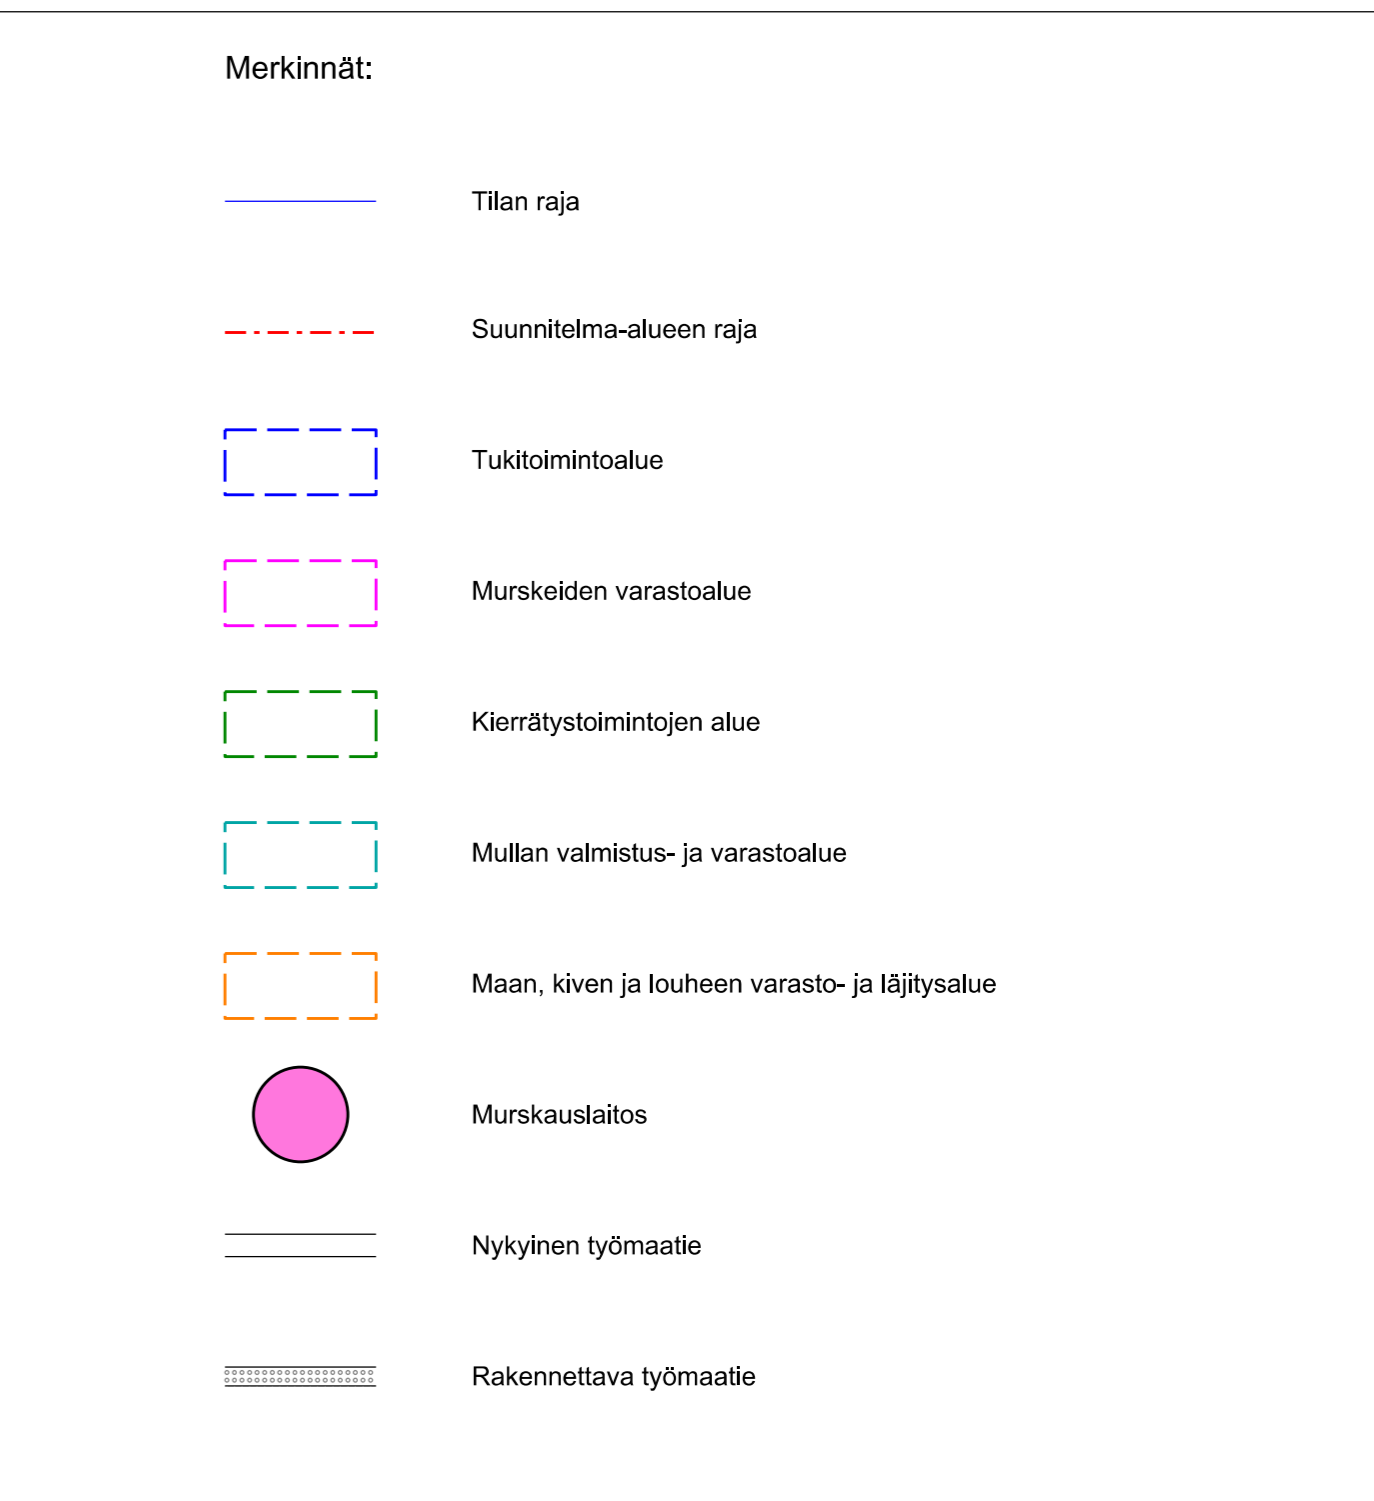 Merkinnät:
Tilan raja
Suunnitelma-alueen raja
Tukitoimintoalue
Murskeiden varastoalue
Kierrätystoimintojen alue
Mullan valmistus- ja varastoalue
Maan, kiven ja louheen varasto- ja läjitysalue
Murskauslaitos
Nykyinen työmaatie
Rakennettava työmaatie